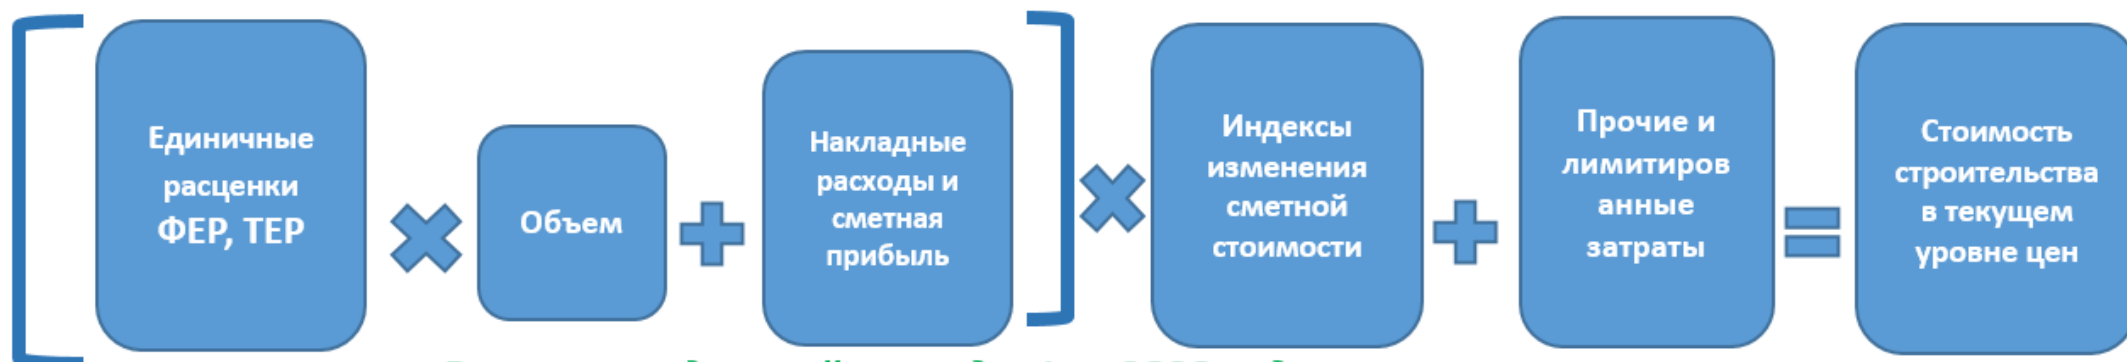 Единичные
расценки
ФЕР, ТЕР
Объем
Накладные
расходы и
сметная
прибыль
Индексы
изменения
сметной
стоимости
Прочие и
лимитиров
анные
затраты
Стоимость
строительства
в текущем
уровне цен